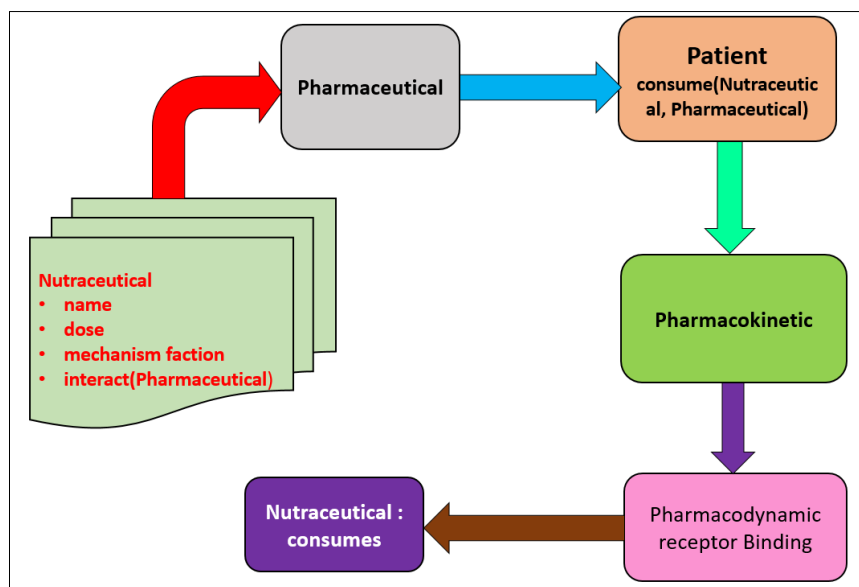 Pharmaceutical
Patient
consume(Nutraceutic
al, Pharmaceutical)
Nutraceutical
• name
• dose
• mechanism faction
• interact(Pharmaceutical)
Pharmacokinetic
Pharmacodynamic
receptor Binding
Nutraceutical :
consumes